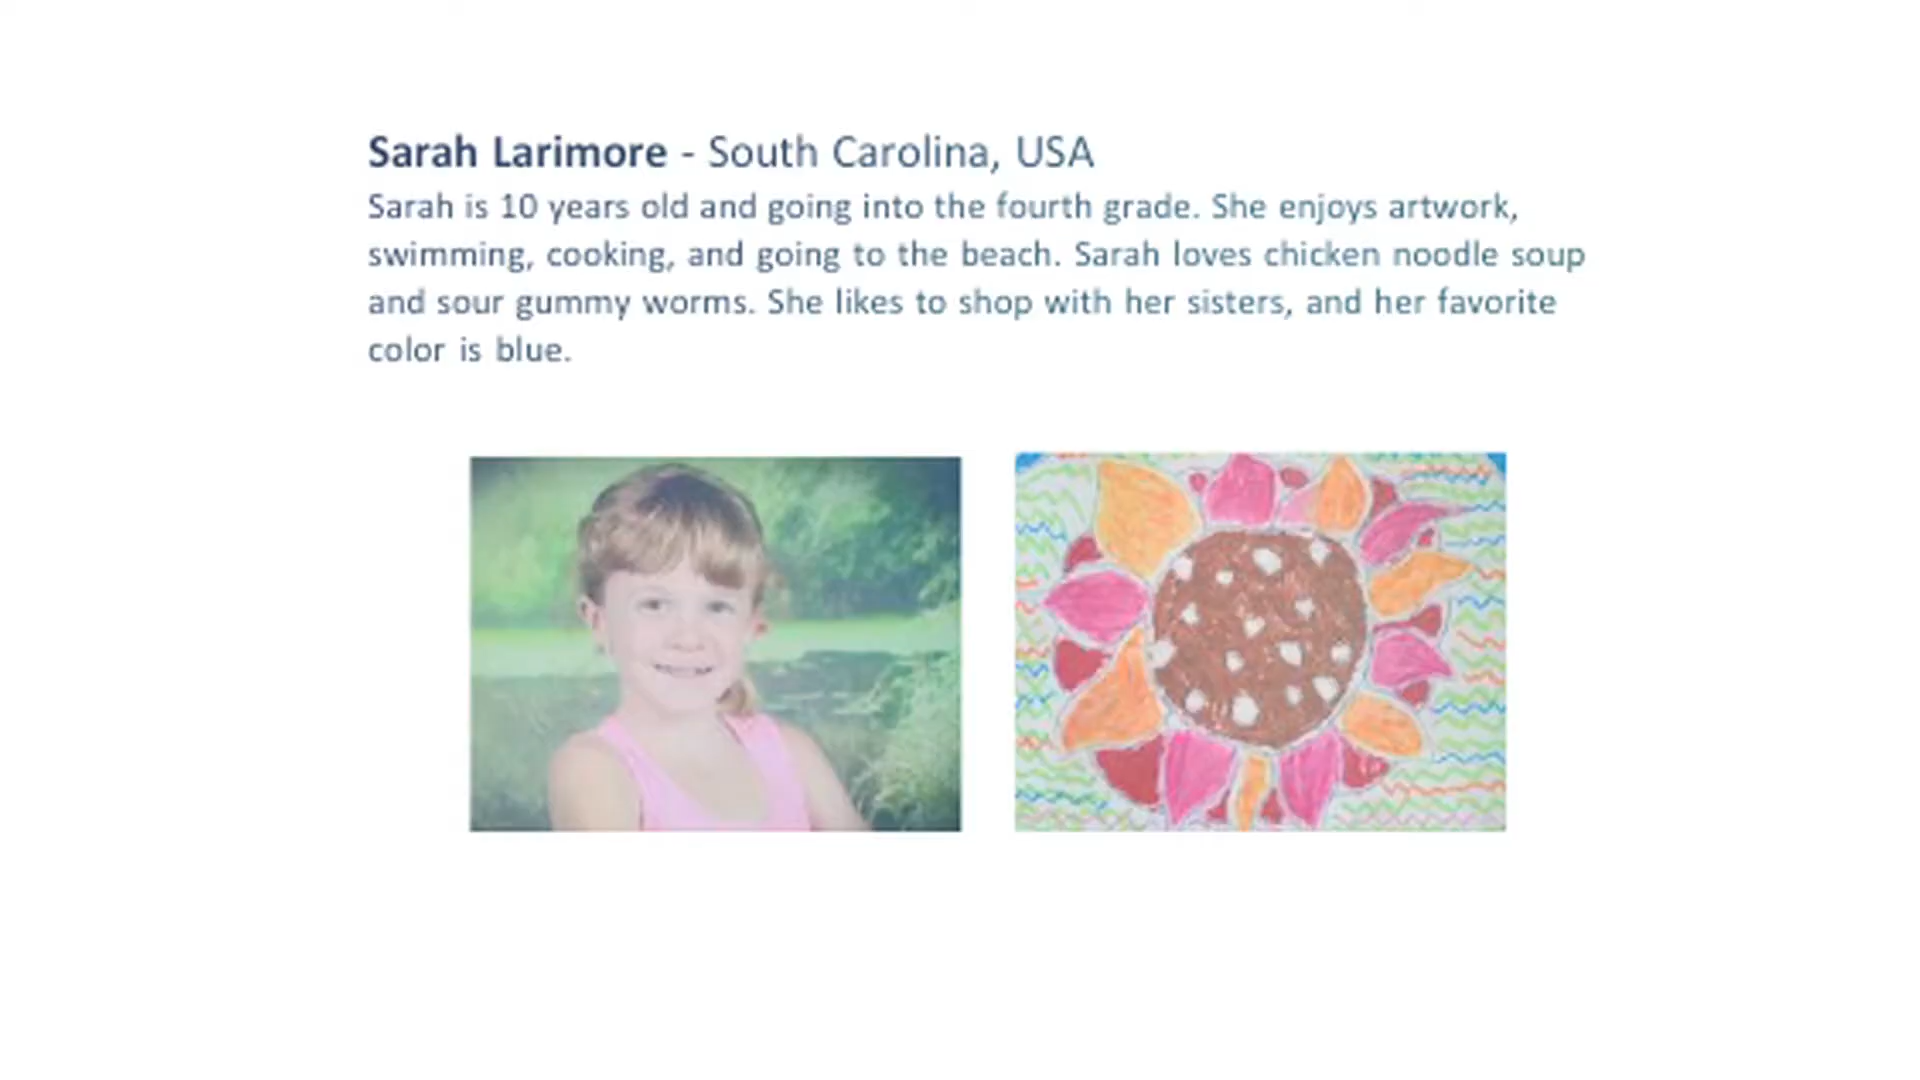 Sarah Larimore - South Carolina, USA
Sarah is 10 years old and going into the fourth grade. She enjoys artwork,
swimming, cooking, and going to the beach. Sarah loves chicken noodle soup
and sour gummy worms. She likes to shop with her sisters, and her favorite
color is blue.